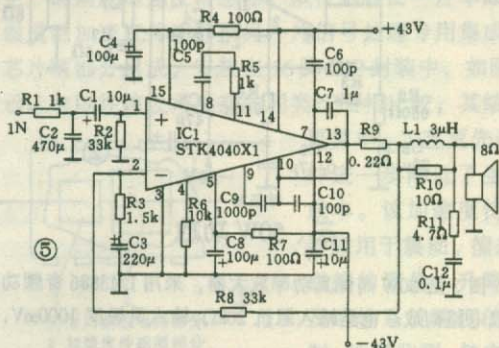 R4 100Ω
-43V
C4
100μ
100p
C5
R5
1k
C6
100μ
C7 1μ
R1 1k
C1 10μ
15
8
11
14
7
13
R9
L1 3μH
1N
1
+
IC1
STK4040X1
12
0.22Ω
8Ω
C2
470μ
R2
33k
2
−
10
R10
10Ω
3
4
5
9
R3
1.5k
R6
10k
C9
1000p
C10
100p
R11
4.7Ω
⑤
C3
220μ
C8
100μ
R7
100Ω
C11
10μ
C12
0.1μ
R8 33k
-43V